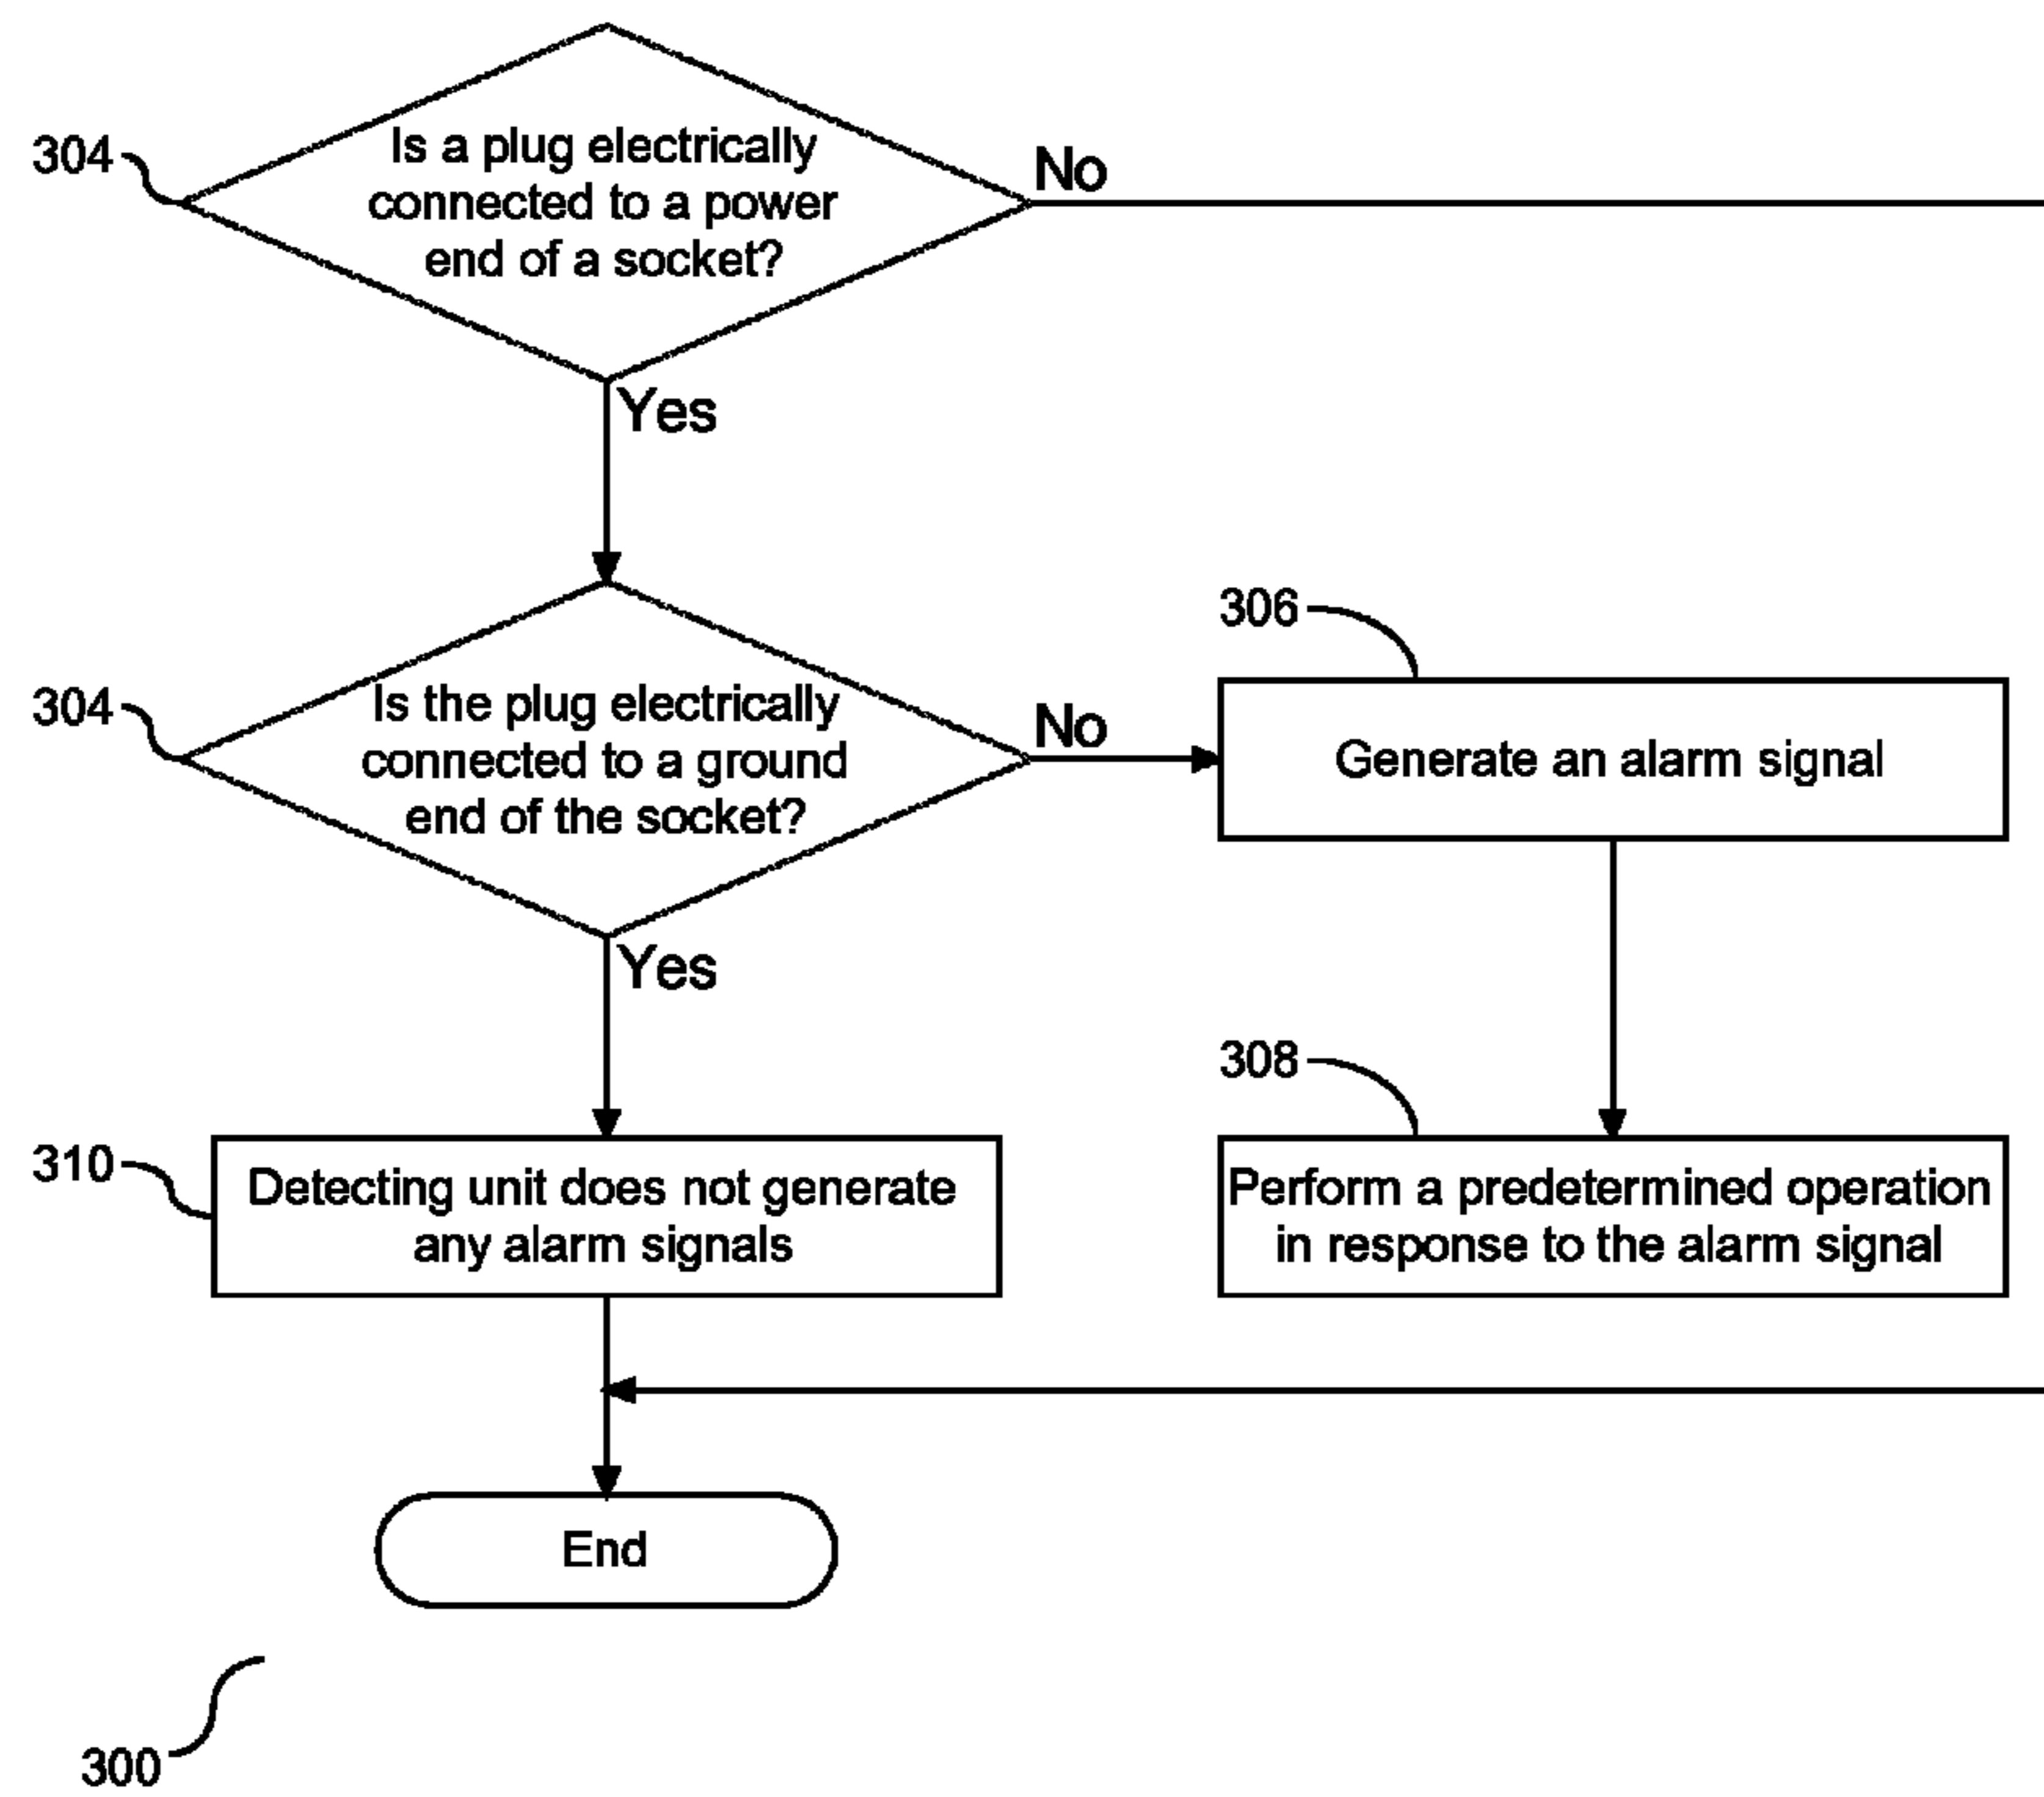 304
Is a plug electrically
connected to a power
end of a socket?
No
Yes
304
Is the plug electrically
connected to a ground
end of the socket?
No
306
Generate an alarm signal
Yes
310
Detecting unit does not generate
any alarm signals
308
Perform a predetermined operation
in response to the alarm signal
End
300